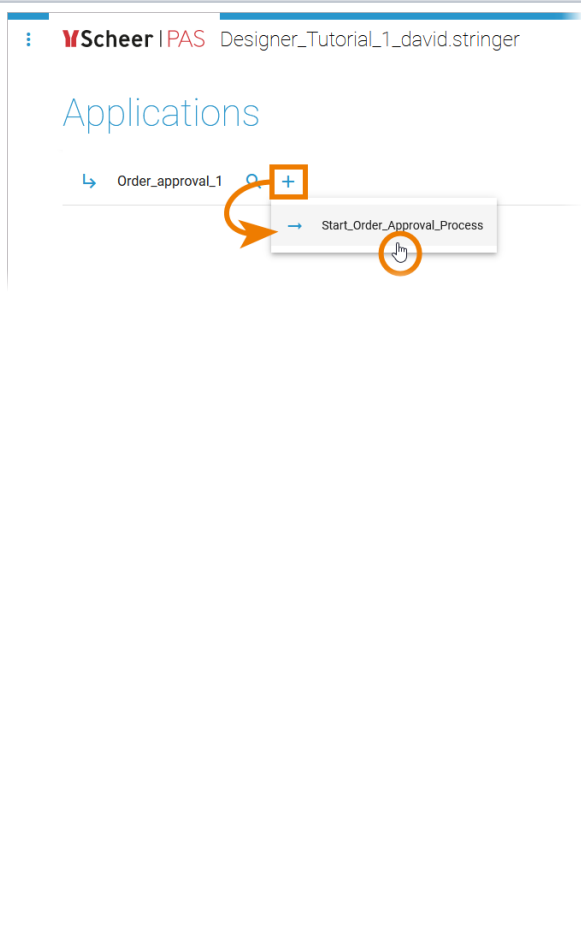 Scheer PAS Designer_Tutorial_1_david.stringer
Applications
Order_approval_1
Start_Order_Approval_Process